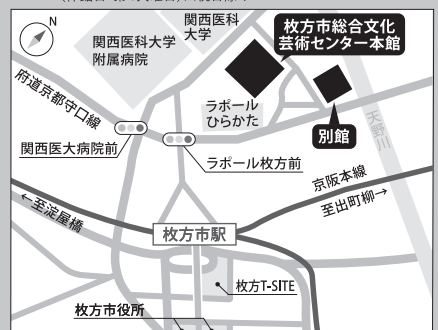 N
関西医科大学
附属病院
関西医科
大学
枚方市総合文化
芸術センター本館
府道京都守口線
ラポール
ひらかた
別館
天野川
関西医大病院前
ラポール枚方前
京阪本線
至出町柳→
←至淀屋橋
枚方市駅
枚方T-SITE
枚方市役所